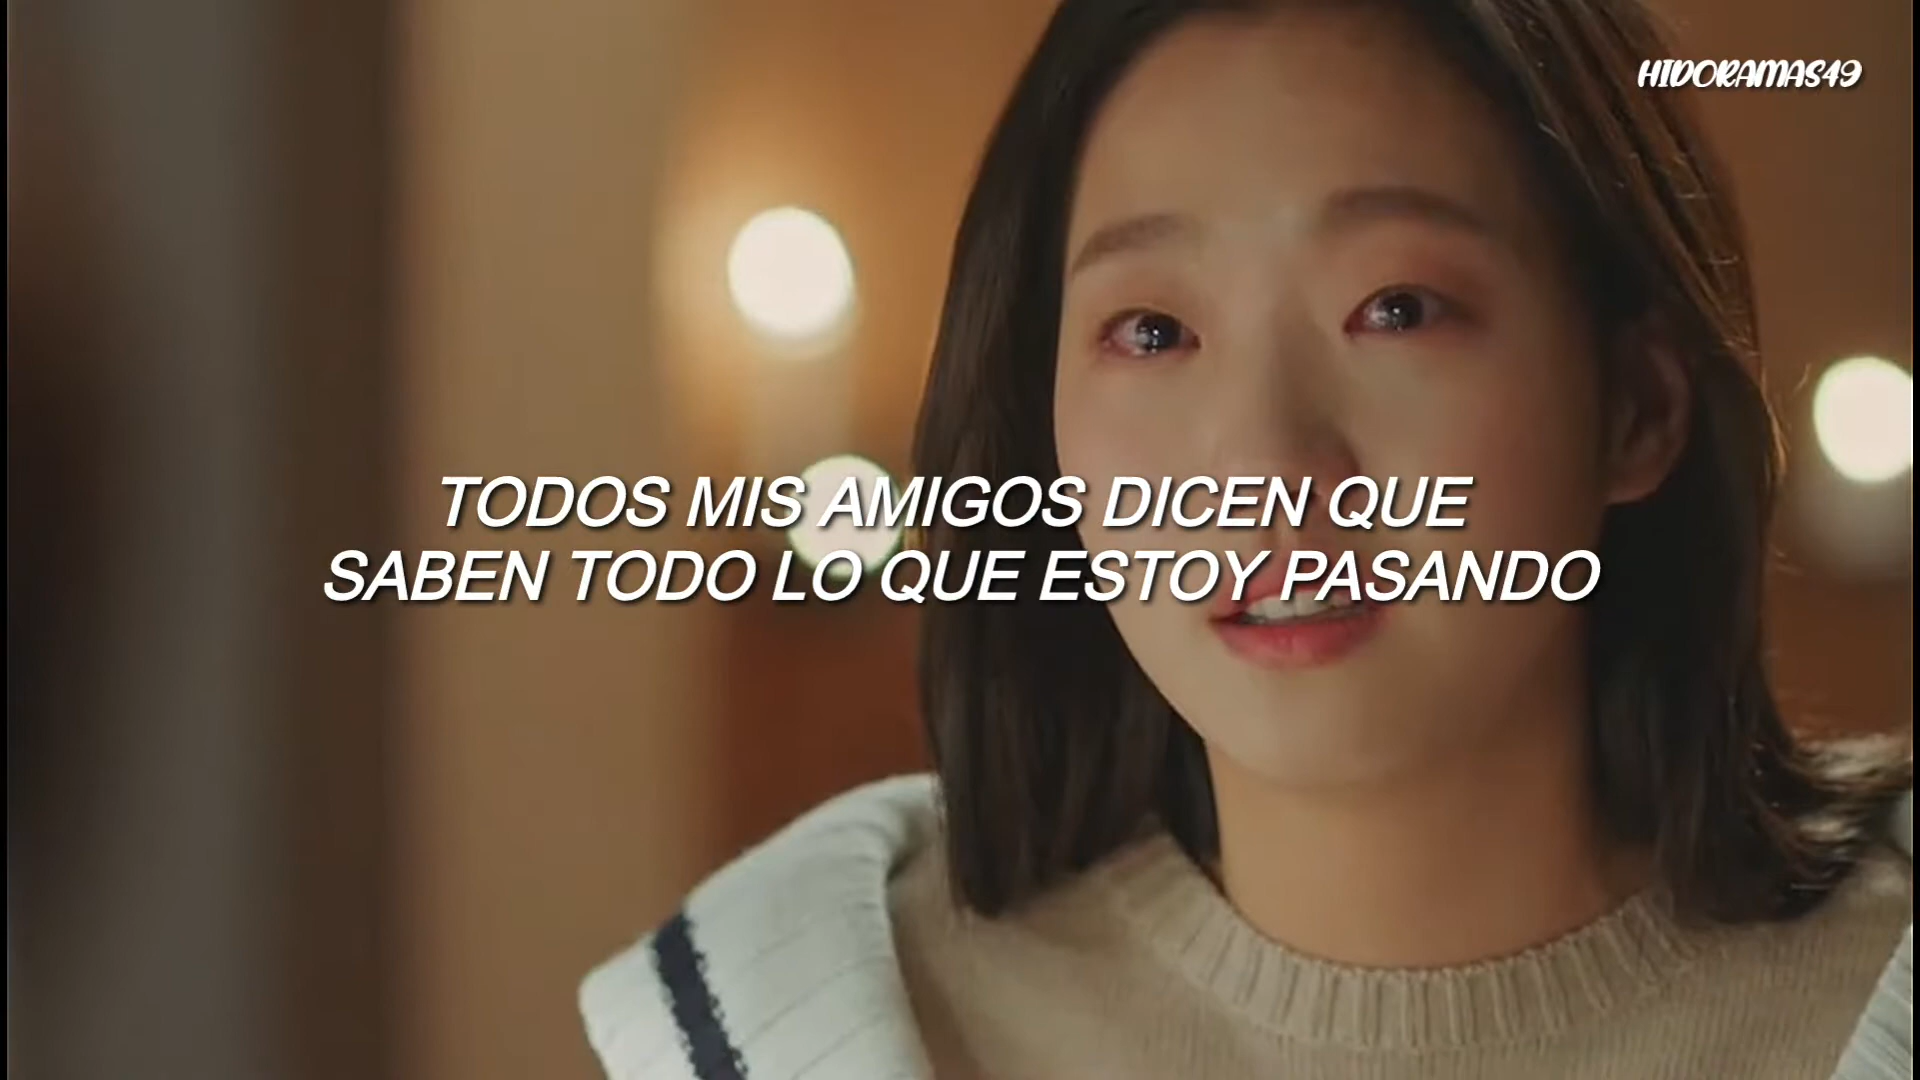 HIDORAMAS49
TODOS MIS AMIGOS DICEN QUE
SABEN TODO LO QUE ESTOY PASANDO